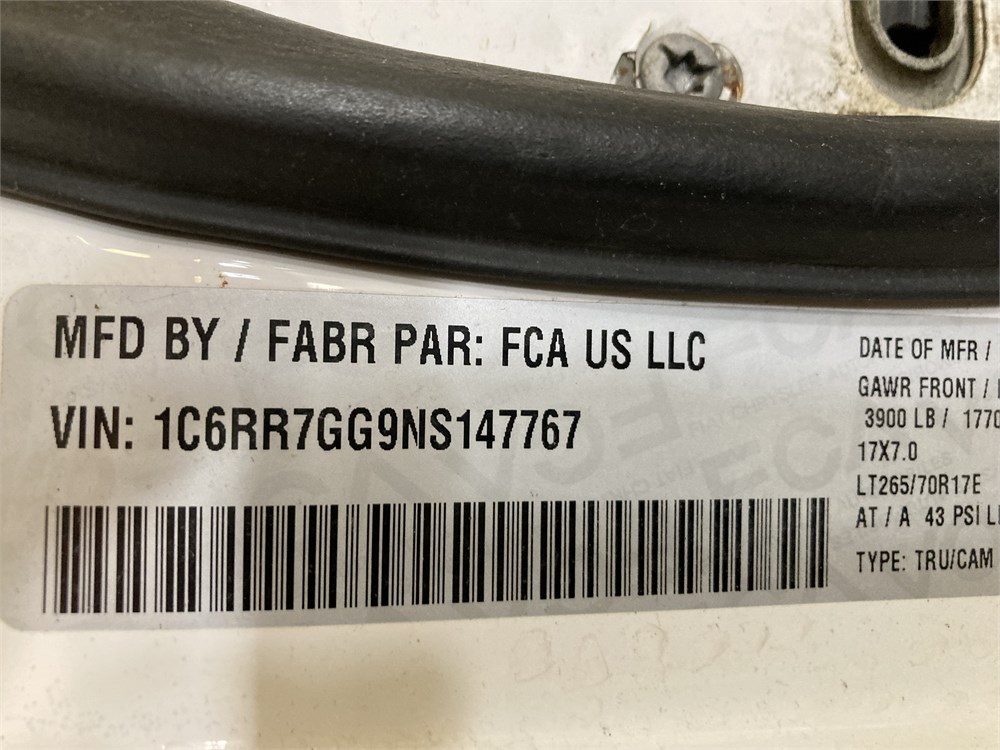 MFD BY / FABR PAR: FCA US LLC
VIN: 1C6RR7GG9NS147767
DATE OF MFR /
GAWR FRONT /
3900 LB / 1770
17X7.0
LT265/70R17E
AT / A 43 PSI
TYPE: TRU/CAM